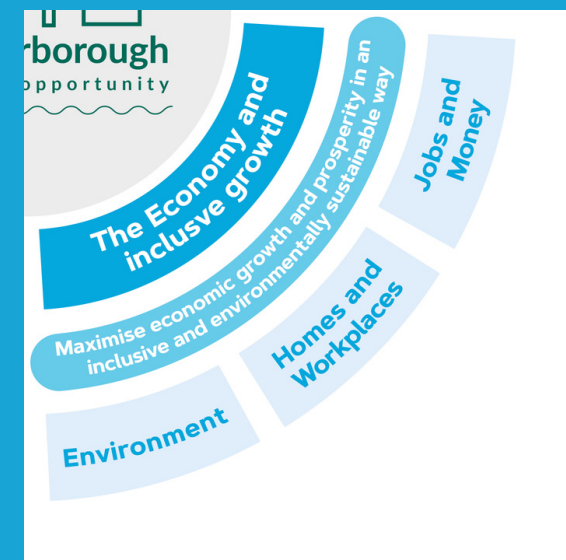 rborough
opportunity
The Economy and
inclusve growth
Maximise economic growth and prosperity in an
inclusive and environmentally sustainable way
Jobs and
Money
Homes and
Workplaces
Environment